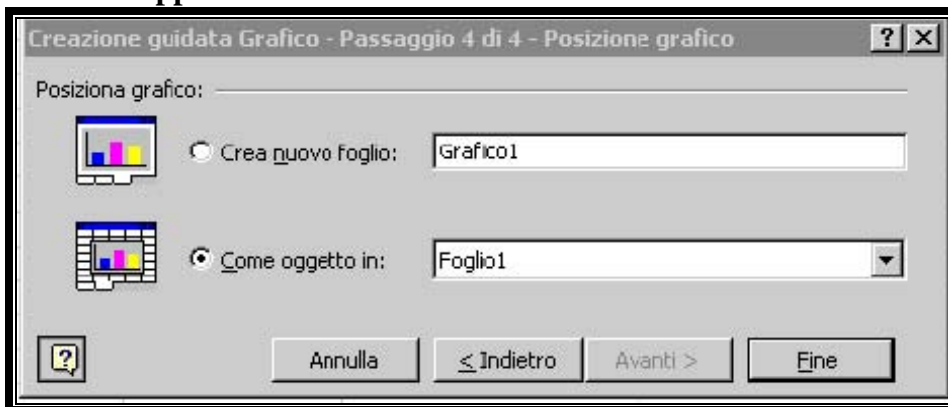 Creazione guidata Grafico - Passaggio 4 di 4 - Posizione grafico ? X
Posiziona grafico:
Crea nuovo foglio: Grafico1
Come oggetto in: Foglio1
? Annulla < Indietro Avanti > Fine